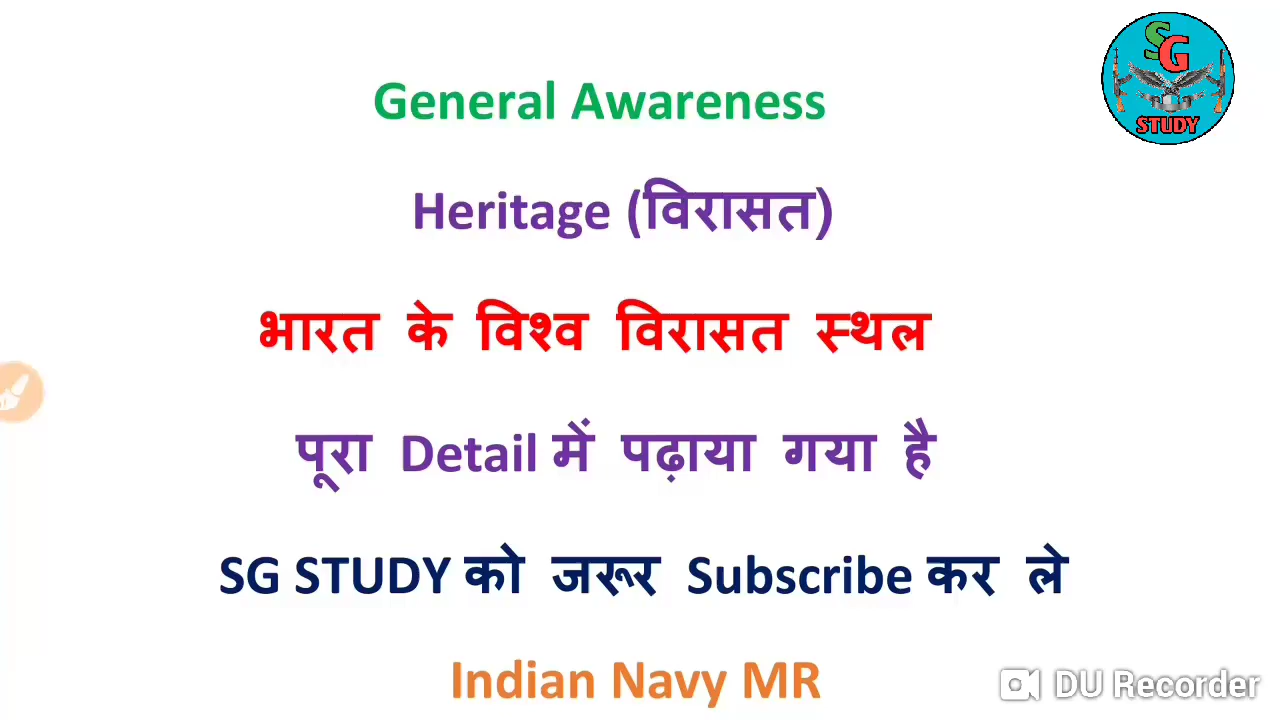 SG
STUDY
General Awareness
Heritage (विरासत)
भारत के विश्व विरासत स्थल
पूरा Detail में पढ़ाया गया है
SG STUDY को जरूर Subscribe कर ले
Indian Navy MR
DU Recorder